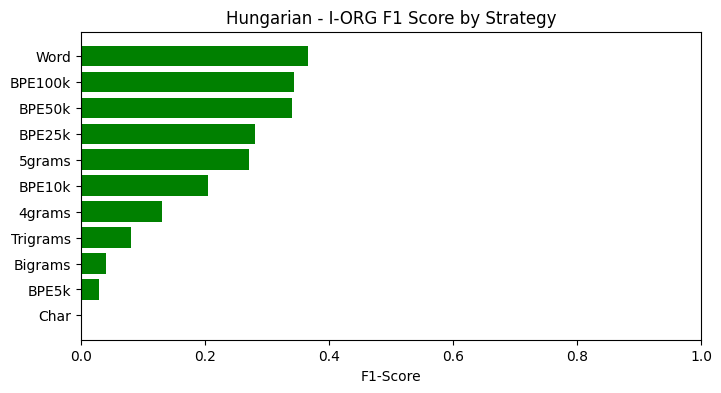 Hungarian - I-ORG F1 Score by Strategy
Word
BPE100k
BPE50k
BPE25k
5grams
BPE10k
4grams
Trigrams
Bigrams
BPE5k
Char
0.0 0.2 0.4 0.6 0.8 1.0
F1-Score